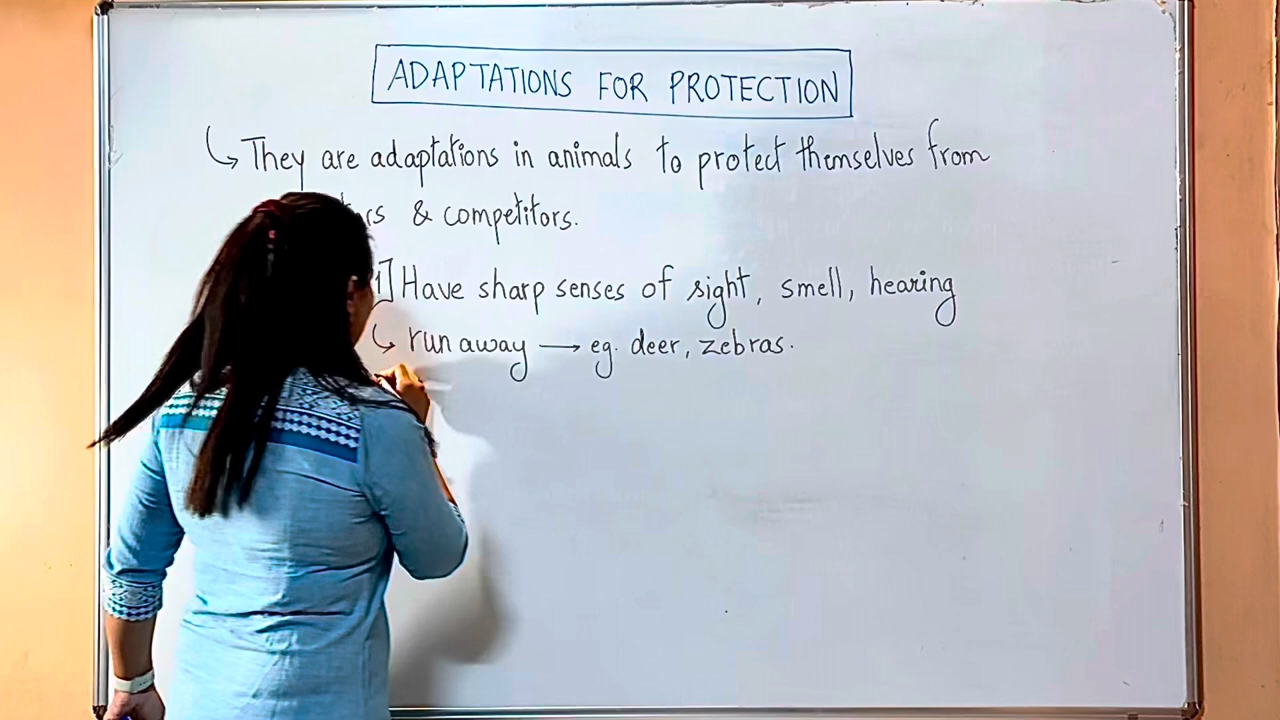 ADAPTATIONS FOR PROTECTION
↳ They are adaptations in animals to protect themselves from
& competitors.
1] Have sharp senses of sight, smell, hearing
↳ run away → eg. deer, zebras.